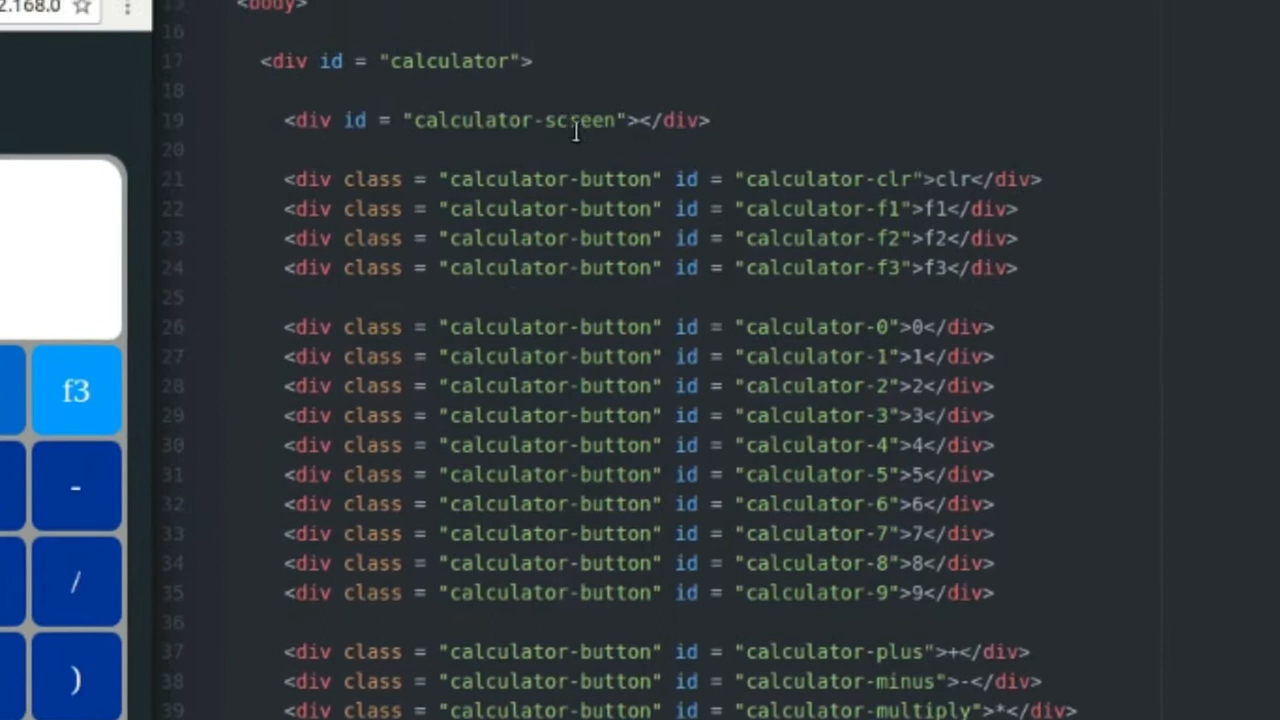 2.168.0
f3
-
/
)
15 <body>
16
17 <div id = "calculator">
18
19 <div id = "calculator-screen"></div>
20
21 <div class = "calculator-button" id = "calculator-clr">clr</div>
22 <div class = "calculator-button" id = "calculator-f1">f1</div>
23 <div class = "calculator-button" id = "calculator-f2">f2</div>
24 <div class = "calculator-button" id = "calculator-f3">f3</div>
25
26 <div class = "calculator-button" id = "calculator-0">0</div>
27 <div class = "calculator-button" id = "calculator-1">1</div>
28 <div class = "calculator-button" id = "calculator-2">2</div>
29 <div class = "calculator-button" id = "calculator-3">3</div>
30 <div class = "calculator-button" id = "calculator-4">4</div>
31 <div class = "calculator-button" id = "calculator-5">5</div>
32 <div class = "calculator-button" id = "calculator-6">6</div>
33 <div class = "calculator-button" id = "calculator-7">7</div>
34 <div class = "calculator-button" id = "calculator-8">8</div>
35 <div class = "calculator-button" id = "calculator-9">9</div>
36
37 <div class = "calculator-button" id = "calculator-plus">+</div>
38 <div class = "calculator-button" id = "calculator-minus">-</div>
39 <div class = "calculator-button" id = "calculator-multiply">*</div>